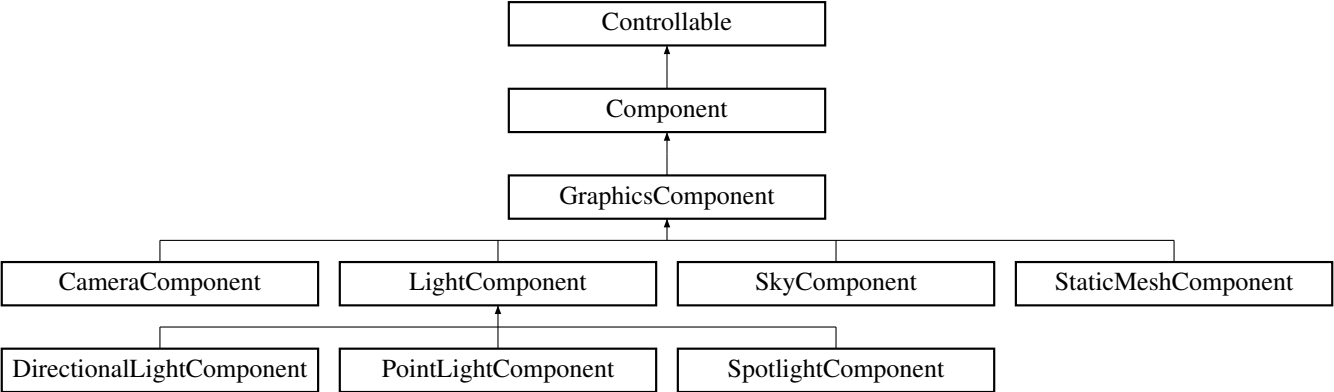 Controllable
Component
GraphicsComponent
CameraComponent LightComponent SkyComponent StaticMeshComponent
DirectionalLightComponent PointLightComponent SpotlightComponent